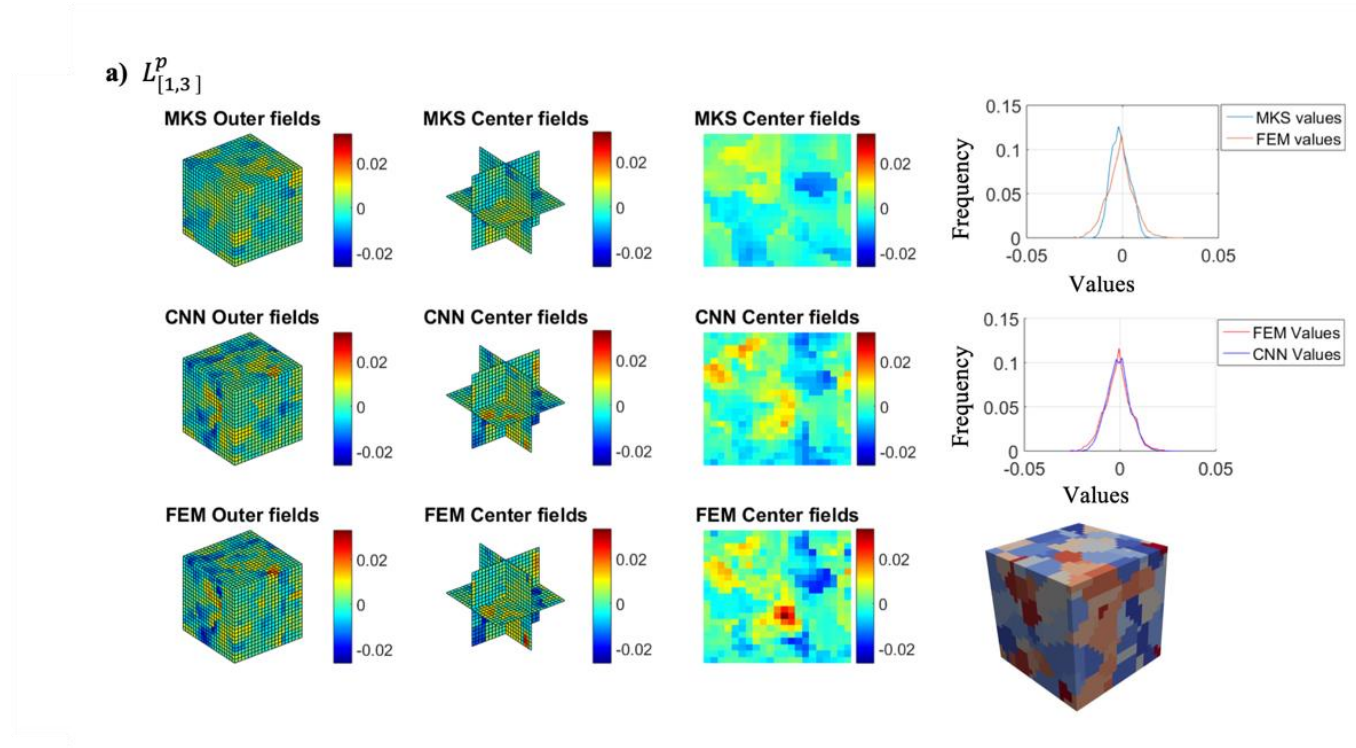 a) L^p_{[1,3 ]}
MKS Outer fields
0.02
0
-0.02
MKS Center fields
0.02
0
-0.02
MKS Center fields
0.02
0
-0.02
0.15
0.1
0.05
0
-0.05
0
0.05
Frequency
Values
MKS values
FEM values
CNN Outer fields
0.02
0
-0.02
CNN Center fields
0.02
0
-0.02
CNN Center fields
0.02
0
-0.02
0.15
0.1
0.05
0
-0.05
0
0.05
Frequency
Values
FEM Values
CNN Values
FEM Outer fields
0.02
0
-0.02
FEM Center fields
0.02
0
-0.02
FEM Center fields
0.02
0
-0.02